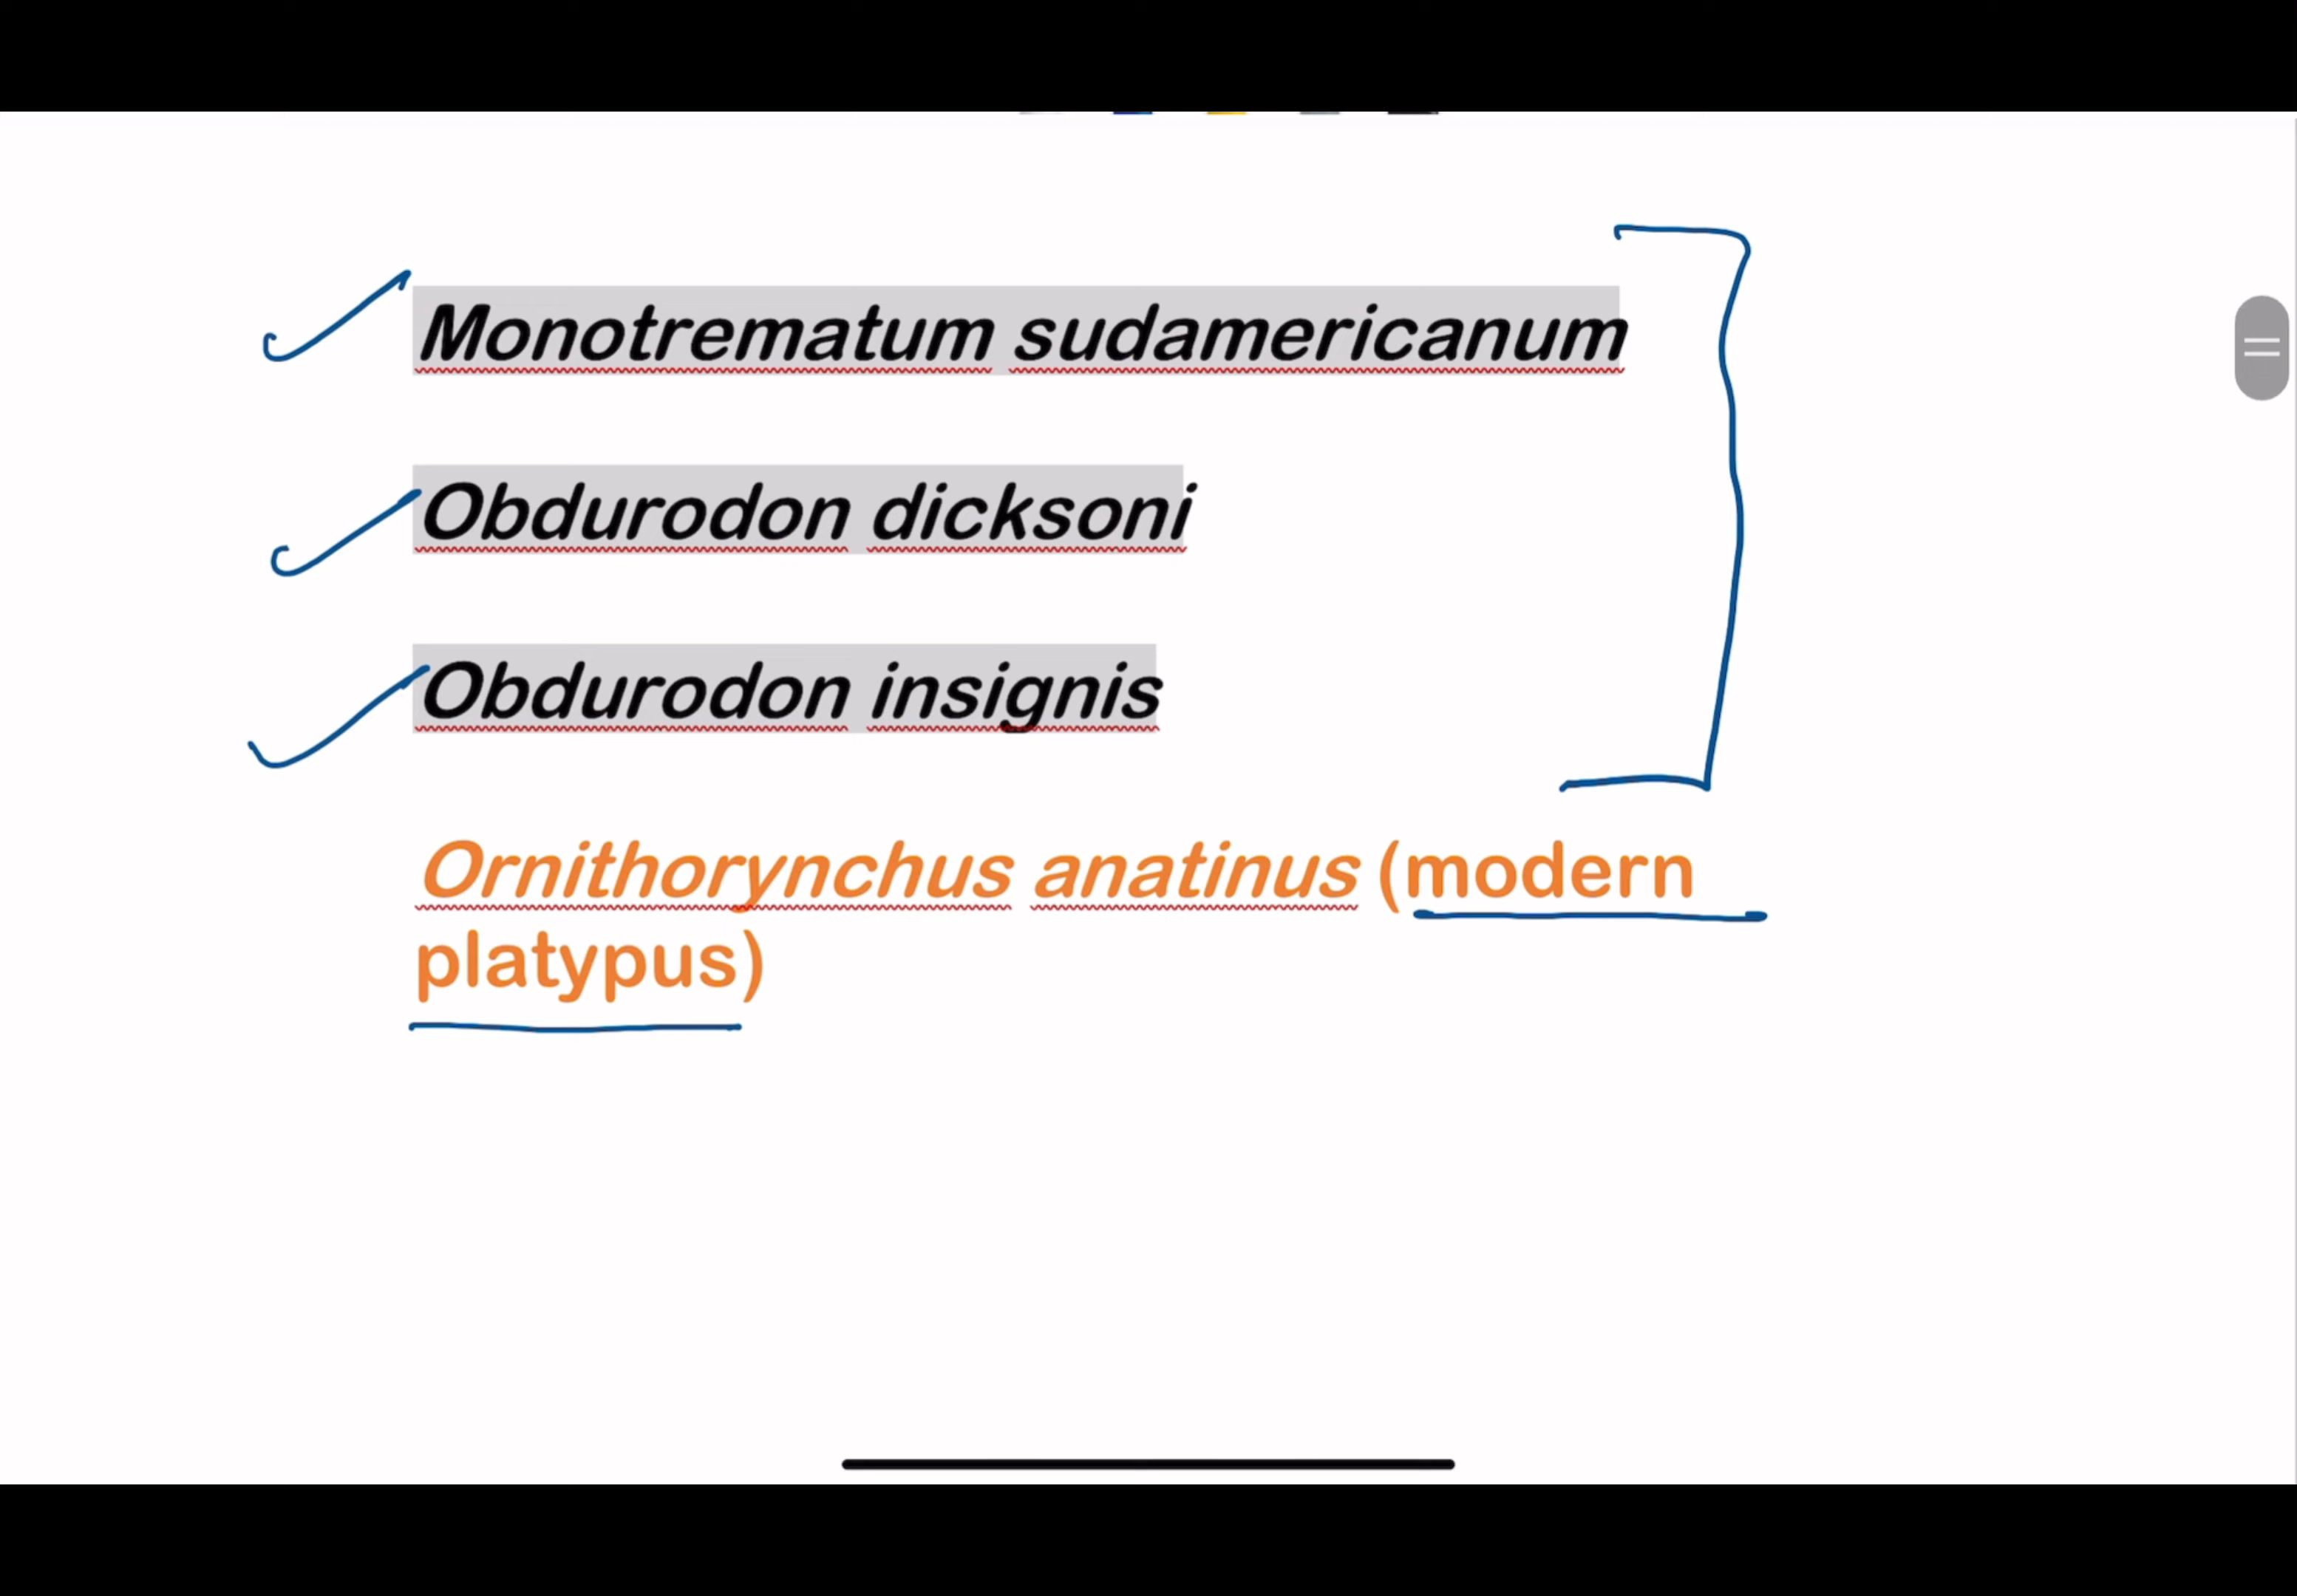 Monotrematum sudamericanum
Obdurodon dicksoni
Obdurodon insignis
Ornithorynchus anatinus (modern
platypus)